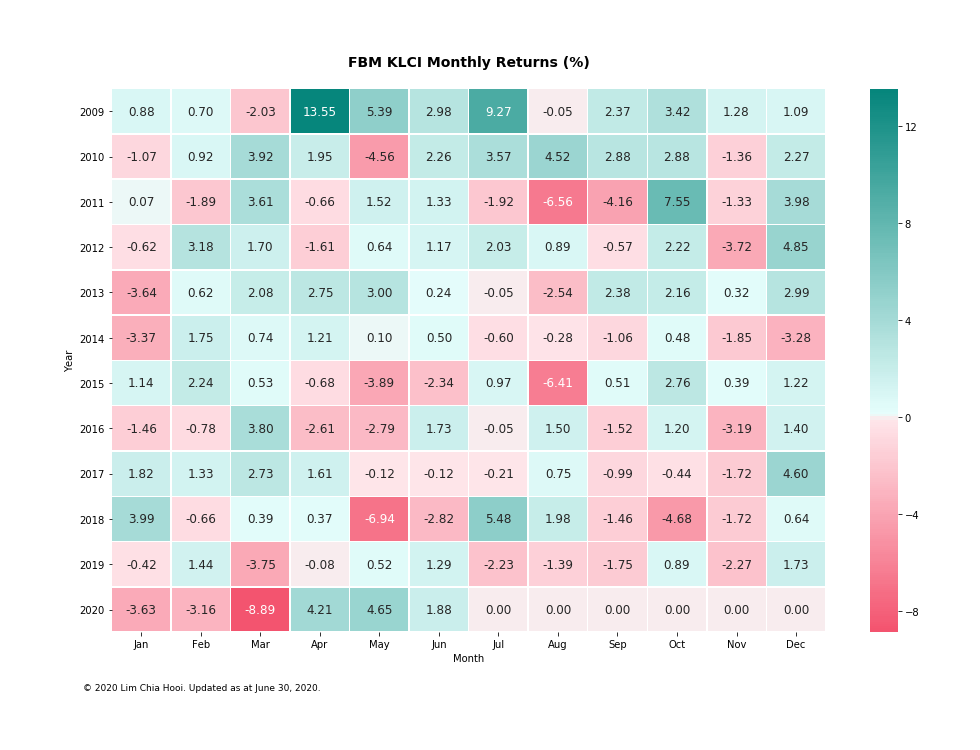 FBM KLCI Monthly Returns (%)
2009 0.88 0.70 -2.03 13.55 5.39 2.98 9.27 -0.05 2.37 3.42 1.28 1.09
2010 -1.07 0.92 3.92 1.95 -4.56 2.26 3.57 4.52 2.88 2.88 -1.36 2.27
2011 0.07 -1.89 3.61 -0.66 1.52 1.33 -1.92 -6.56 -4.16 7.55 -1.33 3.98
2012 -0.62 3.18 1.70 -1.61 0.64 1.17 2.03 0.89 -0.57 2.22 -3.72 4.85
2013 -3.64 0.62 2.08 2.75 3.00 0.24 -0.05 -2.54 2.38 2.16 0.32 2.99
2014 -3.37 1.75 0.74 1.21 0.10 0.50 -0.60 -0.28 -1.06 0.48 -1.85 -3.28
2015 1.14 2.24 0.53 -0.68 -3.89 -2.34 0.97 -6.41 0.51 2.76 0.39 1.22
2016 -1.46 -0.78 3.80 -2.61 -2.79 1.73 -0.05 1.50 -1.52 1.20 -3.19 1.40
2017 1.82 1.33 2.73 1.61 -0.12 -0.12 -0.21 0.75 -0.99 -0.44 -1.72 4.60
2018 3.99 -0.66 0.39 0.37 -6.94 -2.82 5.48 1.98 -1.46 -4.68 -1.72 0.64
2019 -0.42 1.44 -3.75 -0.08 0.52 1.29 -2.23 -1.39 -1.75 0.89 -2.27 1.73
2020 -3.63 -3.16 -8.89 4.21 4.65 1.88 0.00 0.00 0.00 0.00 0.00 0.00
Jan Feb Mar Apr May Jun Jul Aug Sep Oct Nov Dec
Month
Year
12
8
4
0
−4
−8
© 2020 Lim Chia Hooi. Updated as at June 30, 2020.